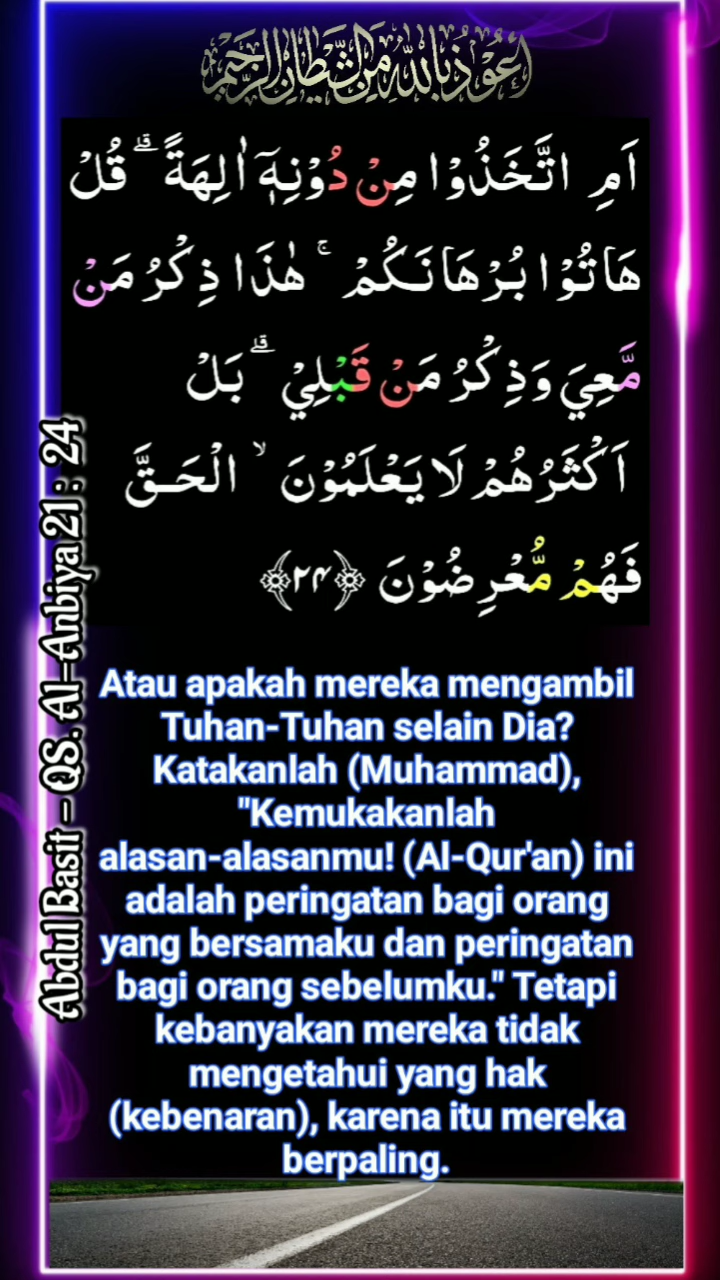 أَعُوْذُ بِاللّٰهِ مِنَ الشَّيْطَانِ الرَّجِيْمِ
اَمِ اتَّخَذُوْا مِنْ دُوْنِهٖٓ اٰلِهَةً ۗ قُلْ
هَاتُوْا بُرْهَانَكُمْ ۚ هٰذَا ذِكْرُ مَنْ
مَّعِيَ وَذِكْرُ مَنْ قَبْلِيْ ۗ بَلْ
اَكْثَرُهُمْ لَا يَعْلَمُوْنَ ۙ الْحَقَّ
فَهُمْ مُّعْرِضُوْنَ ﴿٢٤﴾
Abdul Basit - QS. Al-Anbiya 21 : 24
Atau apakah mereka mengambil
Tuhan-Tuhan selain Dia?
Katakanlah (Muhammad),
"Kemukakanlah
alasan-alasanmu! (Al-Qur'an) ini
adalah peringatan bagi orang
yang bersamaku dan peringatan
bagi orang sebelumku." Tetapi
kebanyakan mereka tidak
mengetahui yang hak
(kebenaran), karena itu mereka
berpaling.